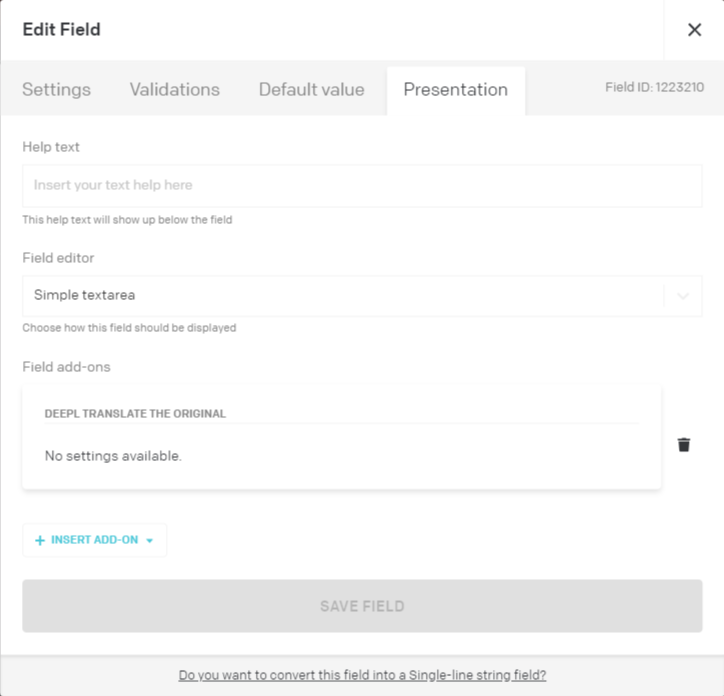 Edit Field
Settings Validations Default value Presentation Field ID: 1223210
Help text
Insert your text help here
This help text will show up below the field
Field editor
Simple textarea
Choose how this field should be displayed
Field add-ons
DEEPL TRANSLATE THE ORIGINAL
No settings available.
+ INSERT ADD-ON
SAVE FIELD
Do you want to convert this field into a Single-line string field?